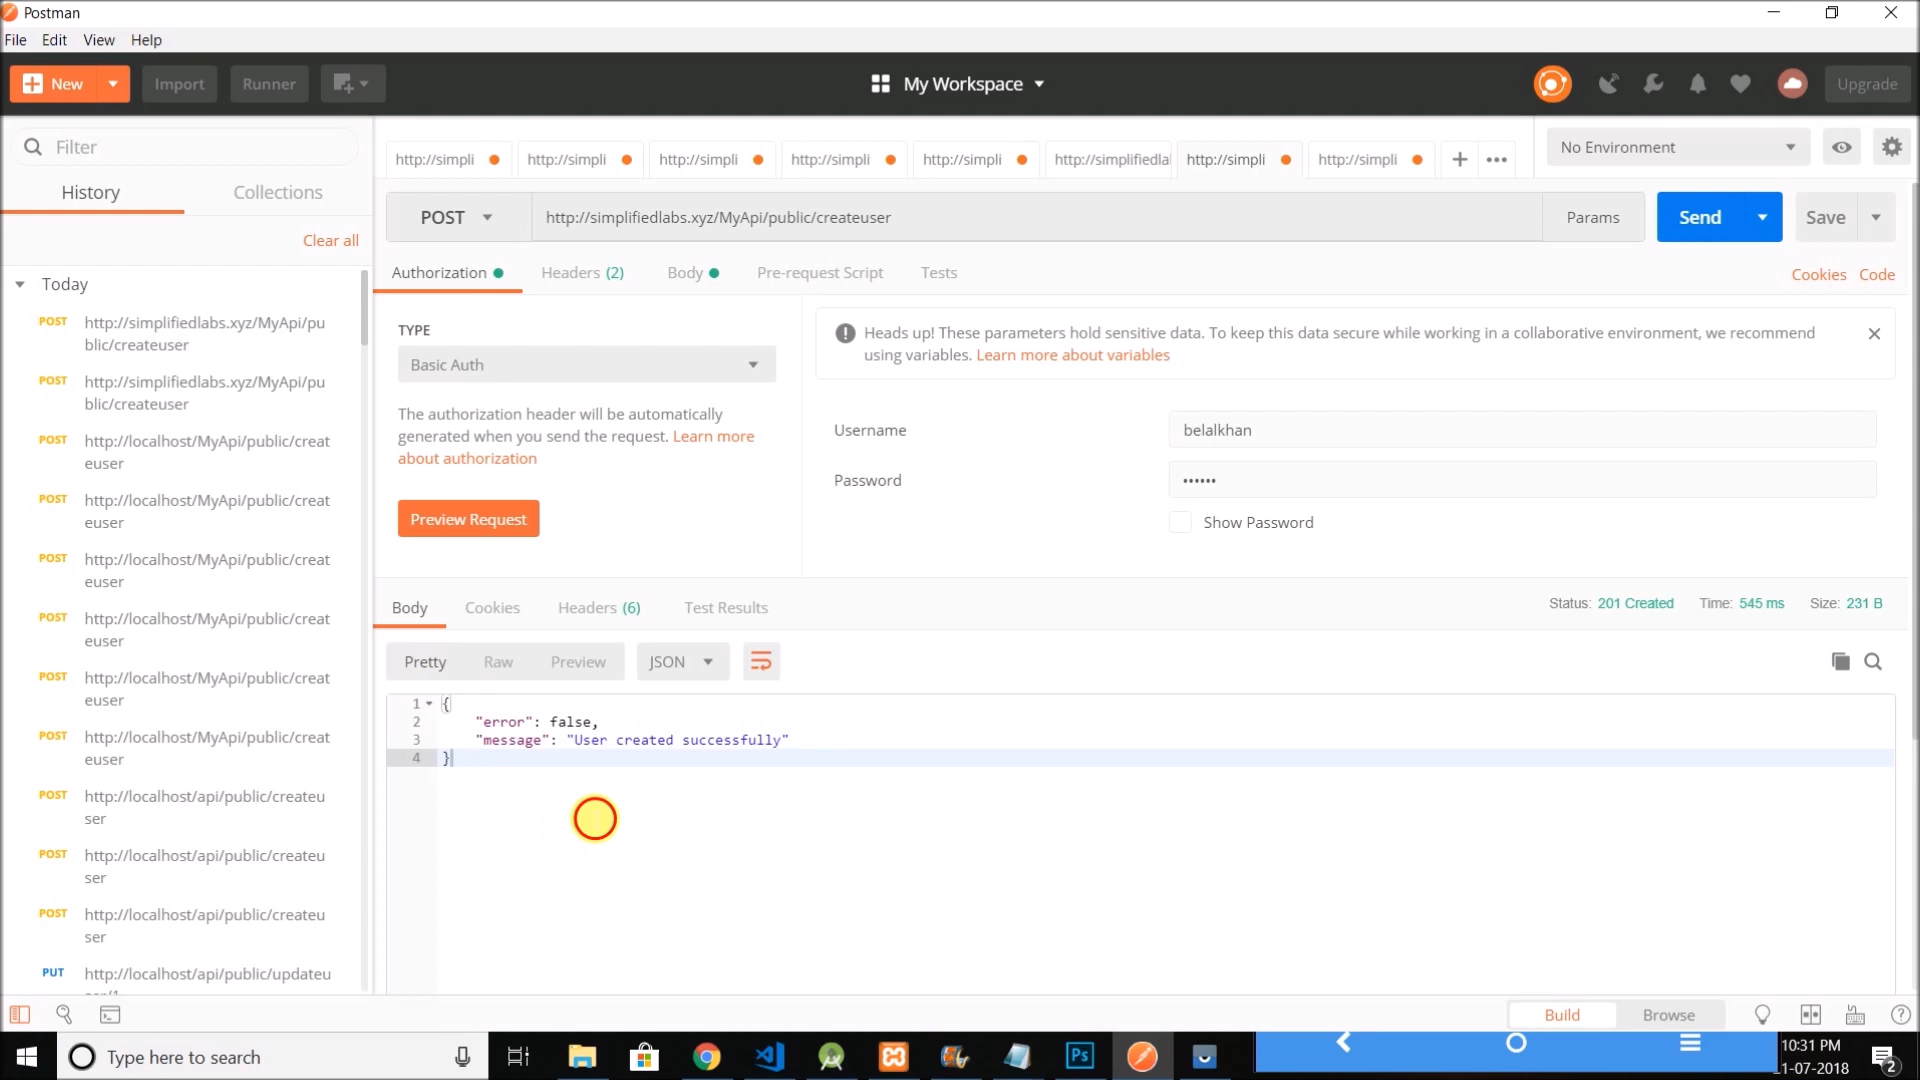 Postman
File Edit View Help
New Import Runner My Workspace Upgrade
Filter
History Collections
Clear all
Today
POST http://simplifiedlabs.xyz/MyApi/pu
blic/createuser
POST http://simplifiedlabs.xyz/MyApi/pu
blic/createuser
POST http://localhost/MyApi/public/creat
euser
POST http://localhost/MyApi/public/creat
euser
POST http://localhost/MyApi/public/creat
euser
POST http://localhost/MyApi/public/creat
euser
POST http://localhost/MyApi/public/creat
euser
POST http://localhost/MyApi/public/creat
euser
POST http://localhost/api/public/createu
ser
POST http://localhost/api/public/createu
ser
POST http://localhost/api/public/createu
ser
PUT http://localhost/api/public/updateu
http://simpli http://simpli http://simpli http://simpli http://simpli http://simplifiedla http://simpli http://simpli + •••
No Environment
POST http://simplifiedlabs.xyz/MyApi/public/createuser Params Send Save
Authorization Headers (2) Body Pre-request Script Tests Cookies Code
TYPE
Basic Auth
The authorization header will be automatically
generated when you send the request. Learn more
about authorization
Preview Request
Heads up! These parameters hold sensitive data. To keep this data secure while working in a collaborative environment, we recommend
using variables. Learn more about variables
Username belalkhan
Password ••••••
Show Password
Body Cookies Headers (6) Test Results Status: 201 Created Time: 545 ms Size: 231 B
Pretty Raw Preview JSON
1 {
2 "error": false,
3 "message": "User created successfully"
4 }
Build Browse
Type here to search
Ps
10:31 PM
1-07-2018
2